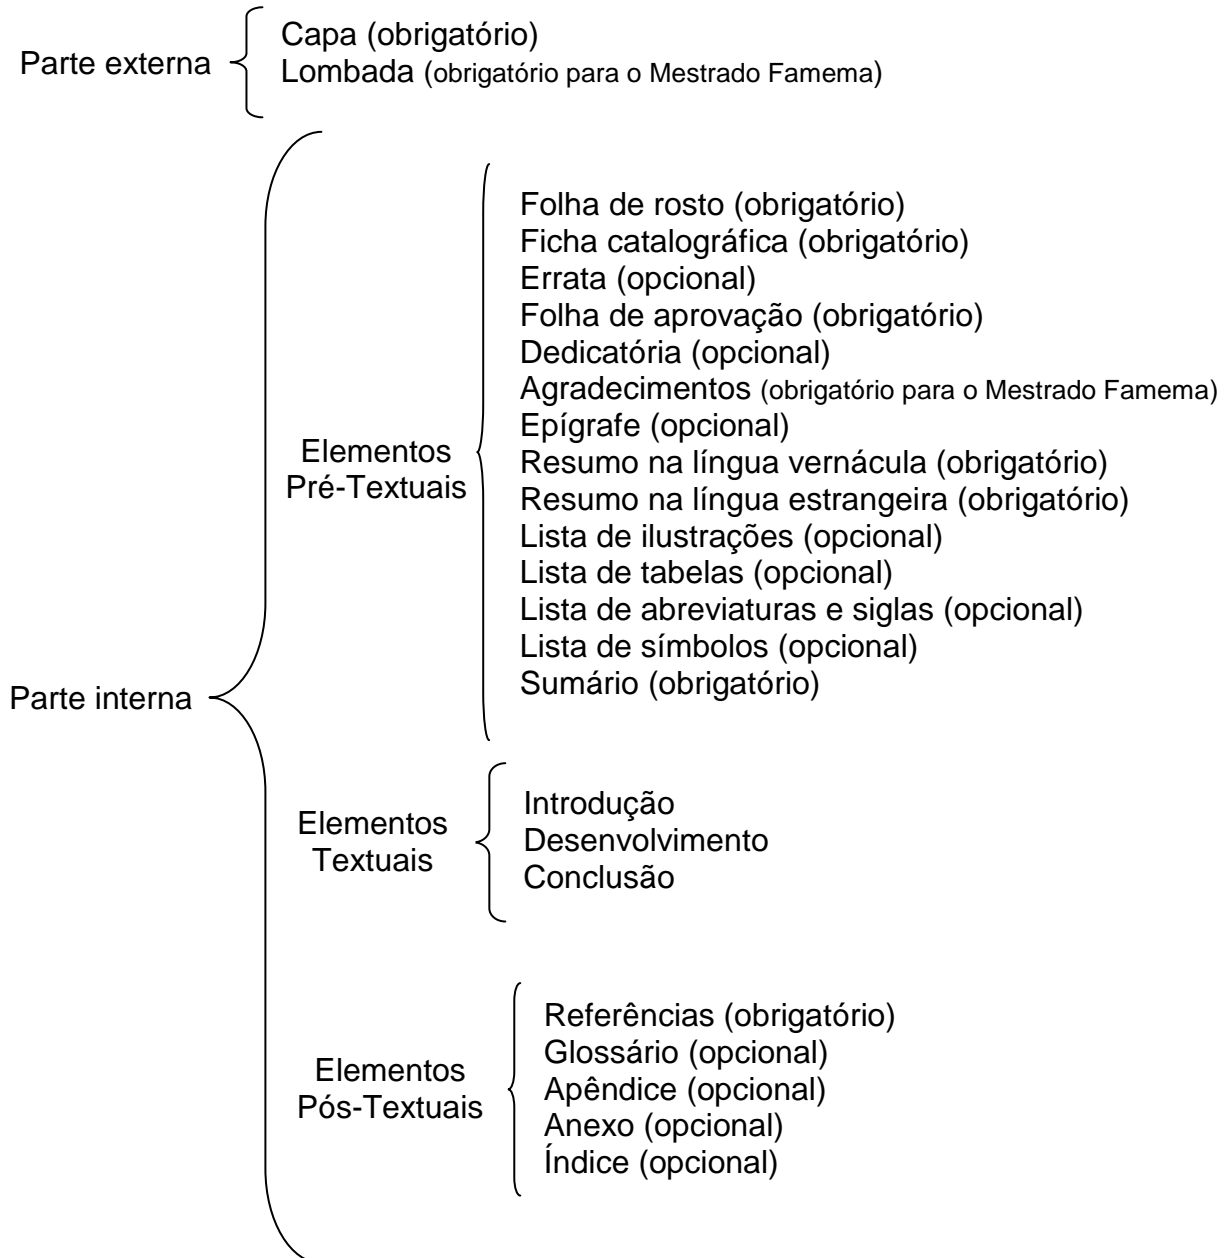 Parte externa
Capa (obrigatório)
Lombada (obrigatório para o Mestrado Famema)
Parte interna
Elementos
Pré-Textuais
Folha de rosto (obrigatório)
Ficha catalográfica (obrigatório)
Errata (opcional)
Folha de aprovação (obrigatório)
Dedicatória (opcional)
Agradecimentos (obrigatório para o Mestrado Famema)
Epígrafe (opcional)
Resumo na língua vernácula (obrigatório)
Resumo na língua estrangeira (obrigatório)
Lista de ilustrações (opcional)
Lista de tabelas (opcional)
Lista de abreviaturas e siglas (opcional)
Lista de símbolos (opcional)
Sumário (obrigatório)
Elementos
Textuais
Introdução
Desenvolvimento
Conclusão
Elementos
Pós-Textuais
Referências (obrigatório)
Glossário (opcional)
Apêndice (opcional)
Anexo (opcional)
Índice (opcional)